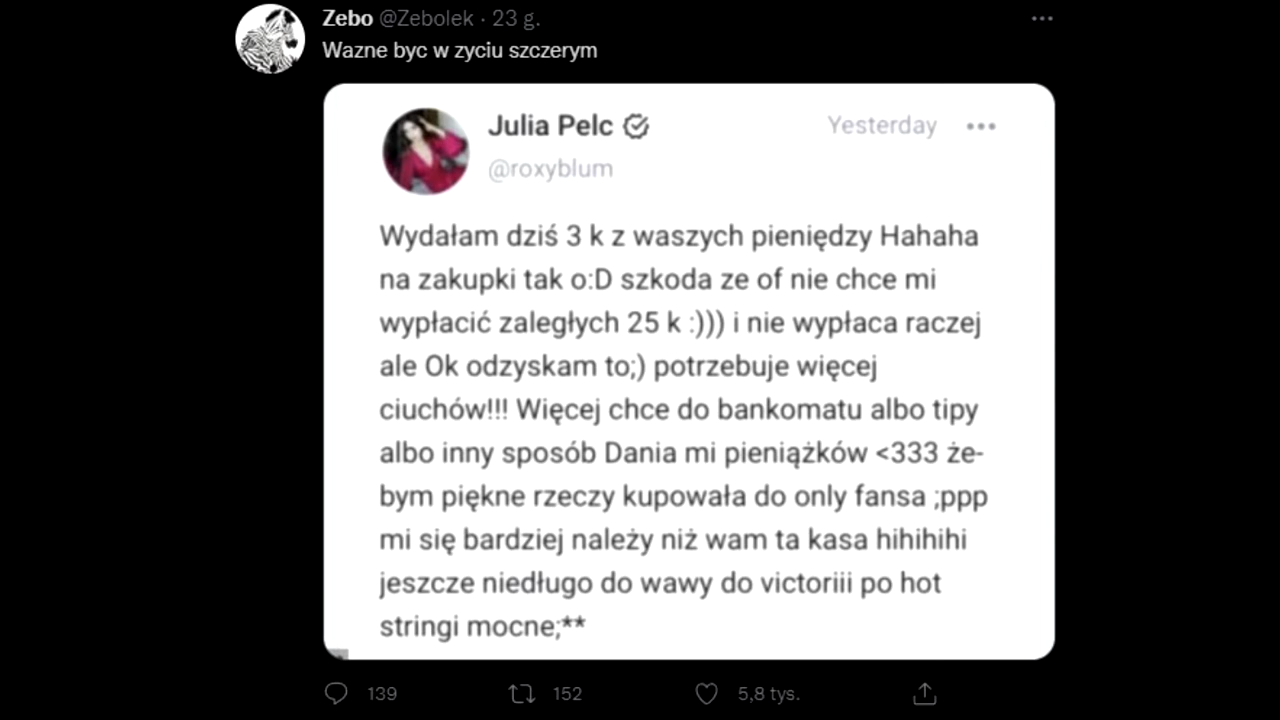 Zebo @Zebolek · 23 g.
Wazne byc w zyciu szczerym
Julia Pelc
Yesterday
@roxyblum
Wydałam dziś 3 k z waszych pieniędzy Hahaha
na zakupki tak o:D szkoda ze of nie chce mi
wypłacić zaległych 25 k :))) i nie wypłaca raczej
ale Ok odzyskam to;) potrzebuje więcej
ciuchów!!! Więcej chce do bankomatu albo tipy
albo inny sposób Dania mi pieniążków <333 że-
bym piękne rzeczy kupowała do only fansa ;ppp
mi się bardziej należy niż wam ta kasa hihihihi
jeszcze niedługo do wawy do victoriii po hot
stringi mocne;**
139 152 5,8 tys.